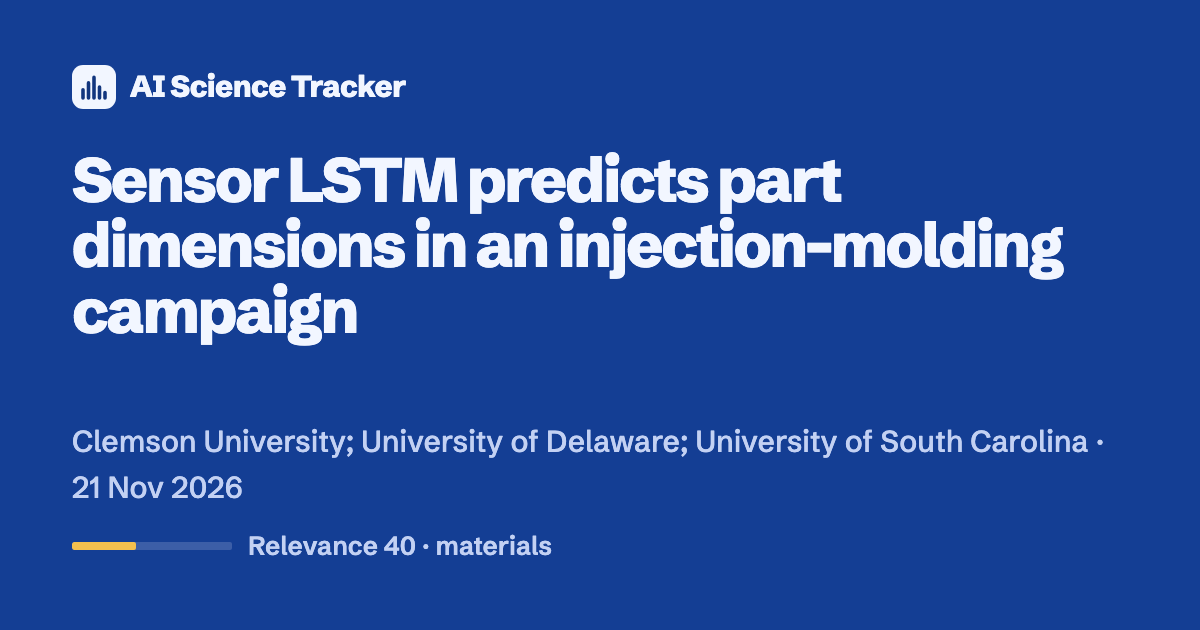 AI Science Tracker
Sensor LSTM predicts part
dimensions in an injection-molding
campaign
Clemson University; University of Delaware; University of South Carolina ·
21 Nov 2026
Relevance 40 · materials